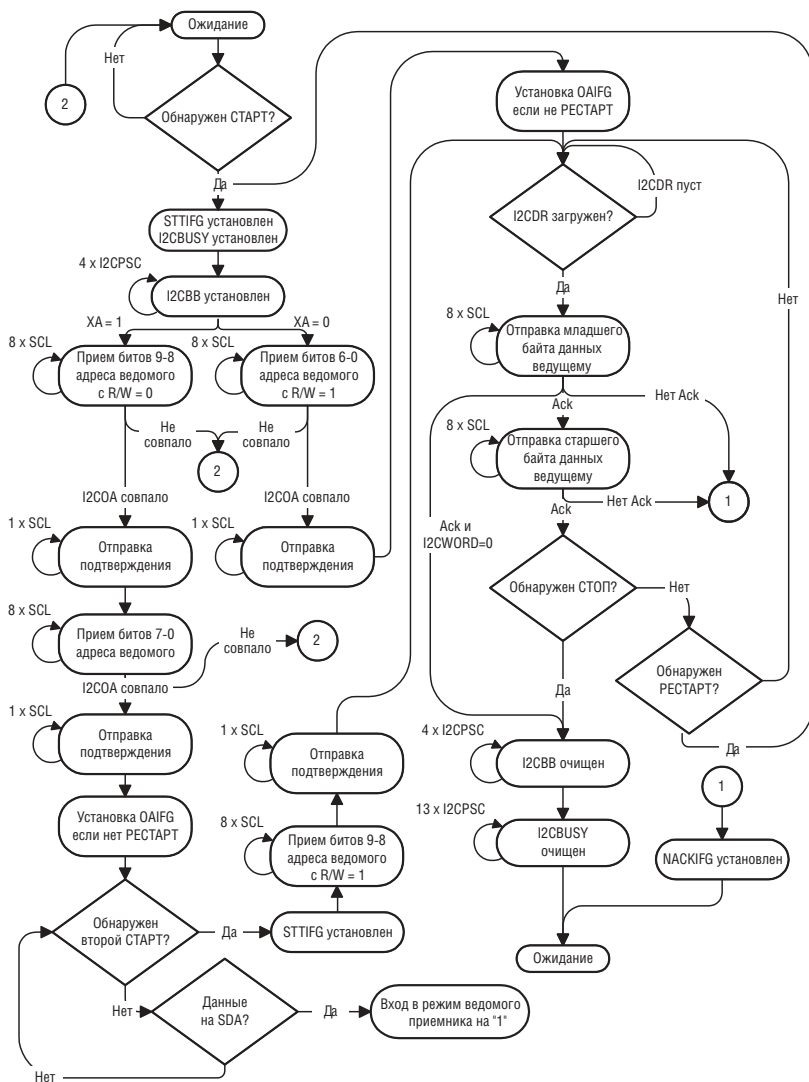 Ожидание
Нет
2
Обнаружен СТАРТ?
Да
STTIFG установлен
I2CBUSY установлен
4 x I2CPSC
I2CBB установлен
XA = 1
XA = 0
8 x SCL
Прием битов 9-8
адреса ведомого
с R/W = 0
8 x SCL
Прием битов 6-0
адреса ведомого
с R/W = 1
Не
совпало
Не
совпало
2
I2COA совпало
I2COA совпало
1 x SCL
Отправка
подтверждения
1 x SCL
Отправка
подтверждения
8 x SCL
Прием битов 7-0
адреса ведомого
Не
совпало
2
I2COA совпало
1 x SCL
Отправка
подтверждения
Установка OAIFG
если нет РЕСТАРТ
Обнаружен
второй СТАРТ?
Да
STTIFG установлен
8 x SCL
Прием битов 9-8
адреса ведомого
с R/W = 1
1 x SCL
Отправка
подтверждения
Нет
Данные
на SDA?
Да
Вход в режим ведомого
приемника на "1"
Нет
Установка OAIFG
если не РЕСТАРТ
I2CDR пуст
I2CDR загружен?
Да
Нет
8 x SCL
Отправка младшего
байта данных
ведущему
Ack
Нет Ack
8 x SCL
Отправка старшего
байта данных
ведущему
Нет Ack
1
Ack
Ack и
I2CWORD=0
Обнаружен СТОП?
Нет
Обнаружен
РЕСТАРТ?
Да
Да
4 x I2CPSC
I2CBB очищен
13 x I2CPSC
I2CBUSY
очищен
1
NACKIFG установлен
Ожидание